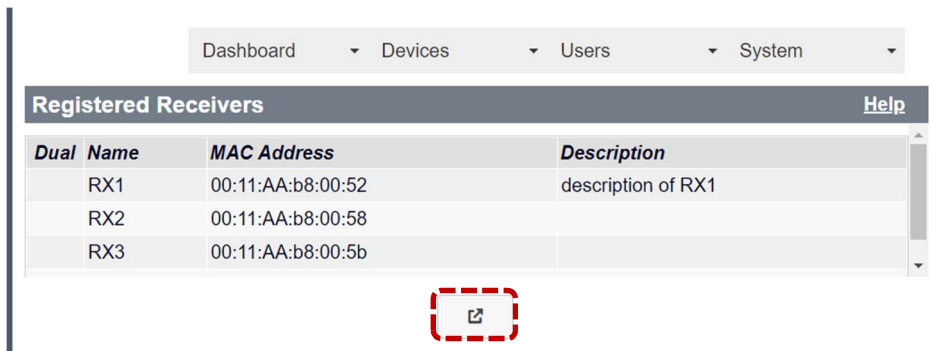 Dashboard Devices Users System
Registered Receivers Help
Dual Name MAC Address Description
RX1 00:11:AA:b8:00:52 description of RX1
RX2 00:11:AA:b8:00:58
RX3 00:11:AA:b8:00:5b